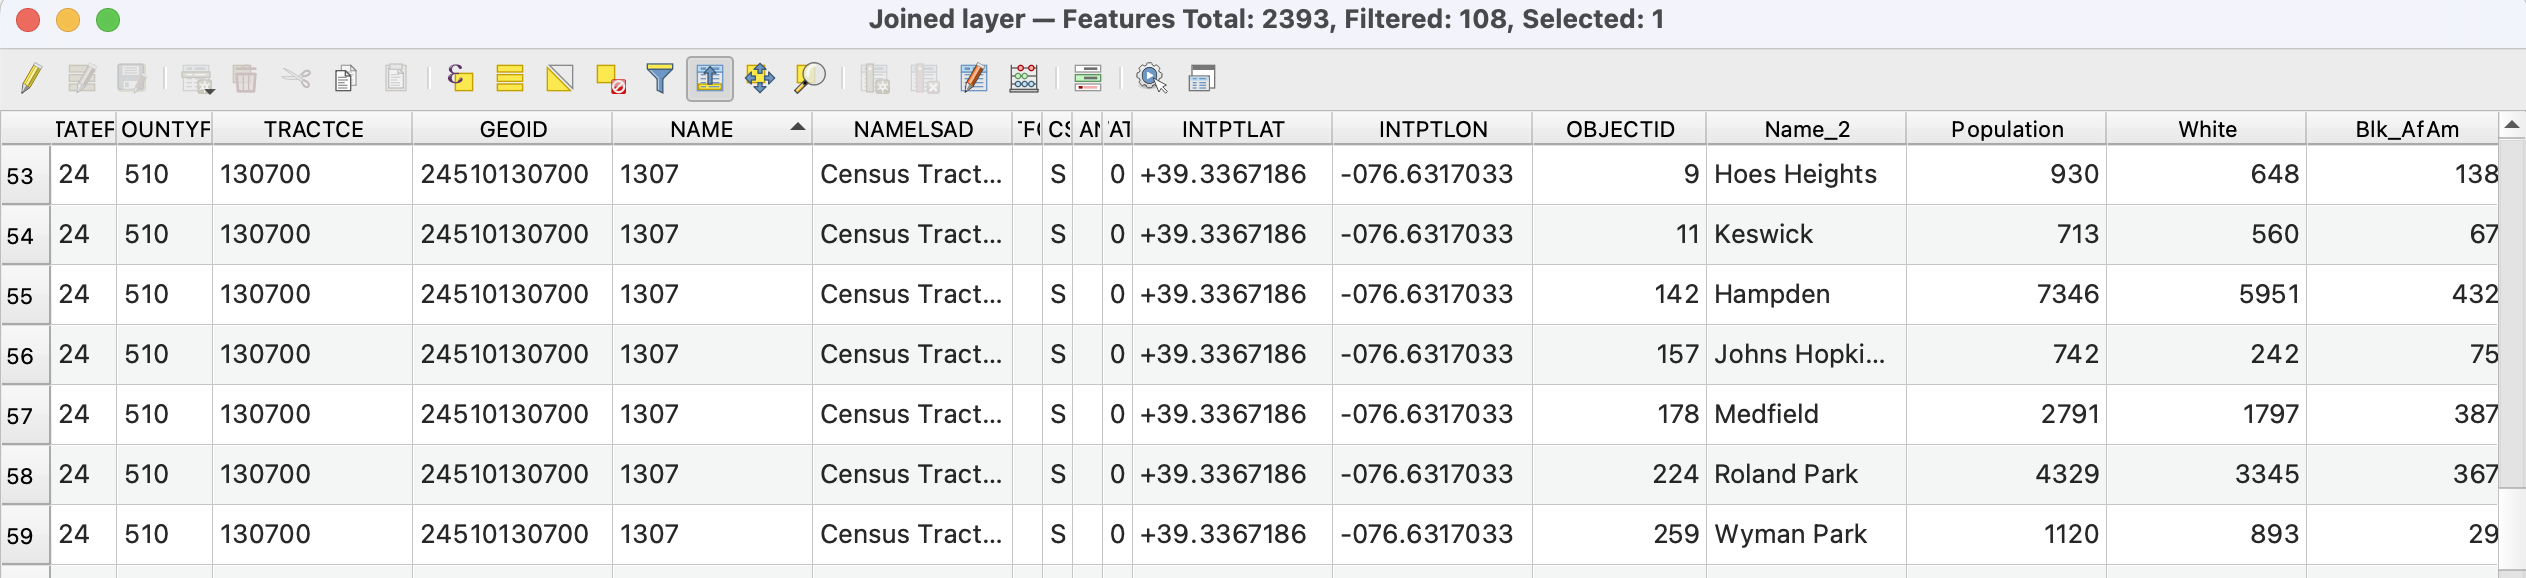 Joined layer — Features Total: 2393, Filtered: 108, Selected: 1
TATEF OUNTYF TRACTCE GEOID NAME NAMELSAD INTPTLAT INTPTLON OBJECTID Name_2 Population White Blk_AfAm
53 24 510 130700 24510130700 1307 Census Tract... S 0 +39.3367186 -076.6317033 9 Hoes Heights 930 648 138
54 24 510 130700 24510130700 1307 Census Tract... S 0 +39.3367186 -076.6317033 11 Keswick 713 560 67
55 24 510 130700 24510130700 1307 Census Tract... S 0 +39.3367186 -076.6317033 142 Hampden 7346 5951 432
56 24 510 130700 24510130700 1307 Census Tract... S 0 +39.3367186 -076.6317033 157 Johns Hopki... 742 242 75
57 24 510 130700 24510130700 1307 Census Tract... S 0 +39.3367186 -076.6317033 178 Medfield 2791 1797 387
58 24 510 130700 24510130700 1307 Census Tract... S 0 +39.3367186 -076.6317033 224 Roland Park 4329 3345 367
59 24 510 130700 24510130700 1307 Census Tract... S 0 +39.3367186 -076.6317033 259 Wyman Park 1120 893 29